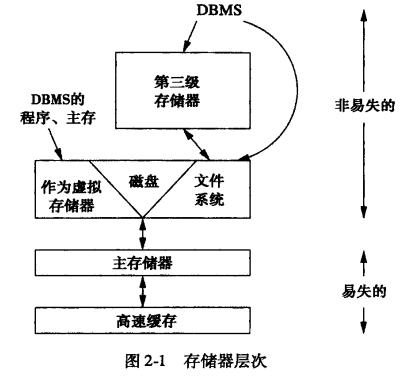 DBMS
第三级
存储器
DBMS的
程序、主存
非易失的
作为虚拟
存储器
磁盘
文件
系统
主存储器
易失的
高速缓存
图 2-1 存储器层次